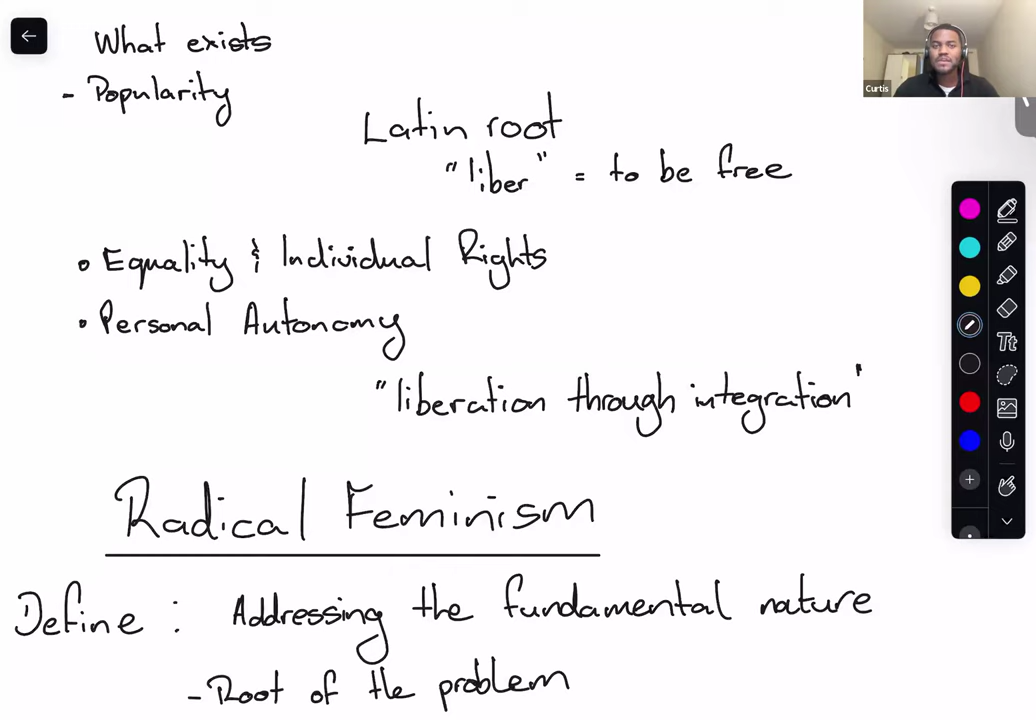 What exists
- Popularity
Curtis
Latin root
"liber" = to be free
• Equality & Individual Rights
• Personal Autonomy
"liberation through integration"
Radical Feminism
Define : Addressing the fundamental nature
- Root of the problem
Tt